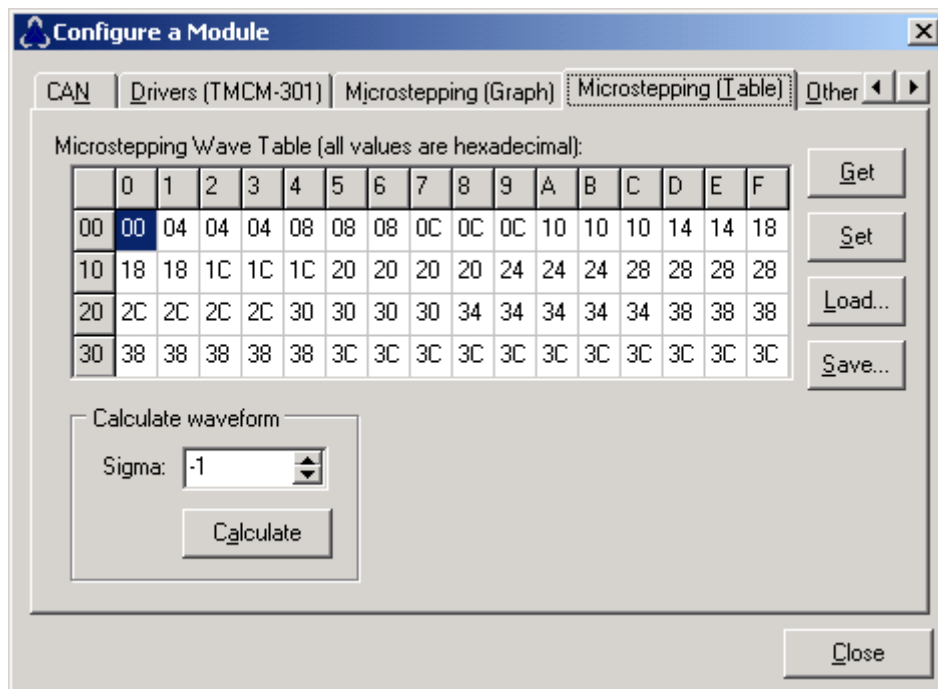 Configure a Module
CAN Drivers (TMCM-301) Microstepping (Graph) Microstepping (Table) Other
Microstepping Wave Table (all values are hexadecimal):
0 1 2 3 4 5 6 7 8 9 A B C D E F
00 00 04 04 04 08 08 08 0C 0C 0C 10 10 10 14 14 18
10 18 18 1C 1C 1C 20 20 20 20 24 24 24 28 28 28 28
20 2C 2C 2C 2C 30 30 30 30 34 34 34 34 34 38 38 38
30 38 38 38 38 38 3C 3C 3C 3C 3C 3C 3C 3C 3C 3C 3C
Get
Set
Load...
Save...
Calculate waveform
Sigma: -1
Calculate
Close